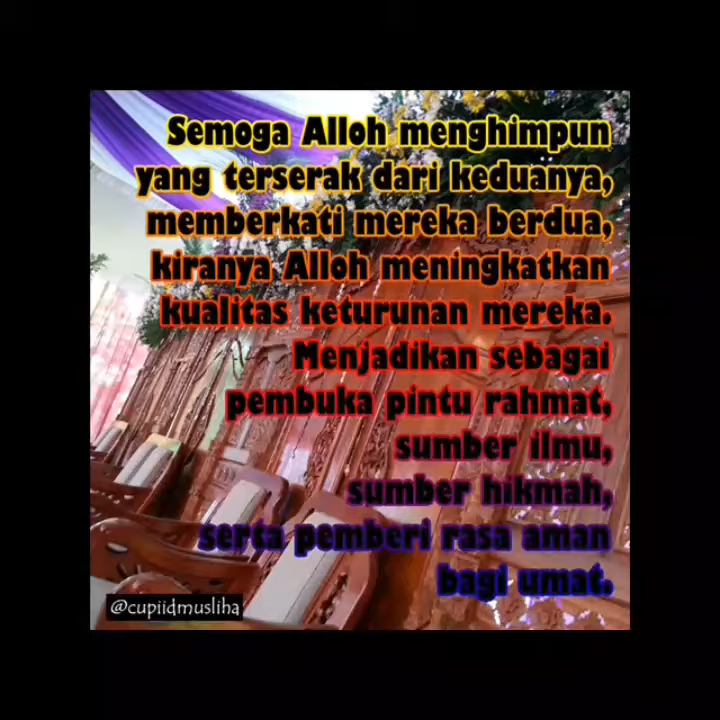 Semoga Alloh menghimpun
yang terserak dari keduanya,
memberkati mereka berdua,
kiranya Alloh meningkatkan
kualitas keturunan mereka.
Menjadikan sebagai
pembuka pintu rahmat,
sumber ilmu,
sumber hikmah,
serta pemberi rasa aman
bagi umat.
@cupiidmusliha